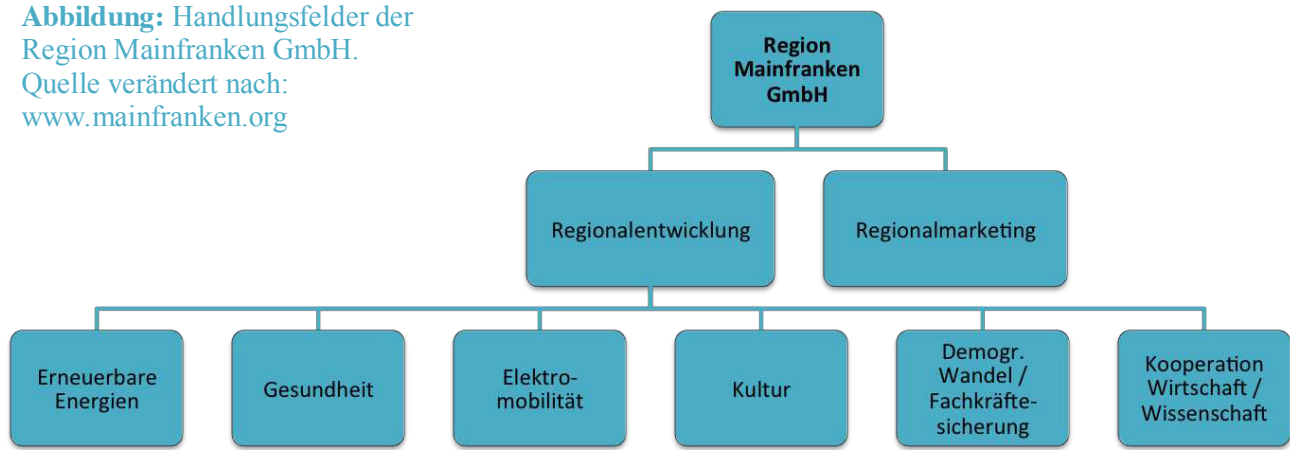 Abbildung: Handlungsfelder der
Region Mainfranken GmbH.
Quelle verändert nach:
www.mainfranken.org
Region
Mainfranken
GmbH
Regionalentwicklung
Regionalmarketing
Erneuerbare
Energien
Gesundheit
Elektro-
mobilität
Kultur
Demogr.
Wandel /
Fachkräfte-
sicherung
Kooperation
Wirtschaft /
Wissenschaft